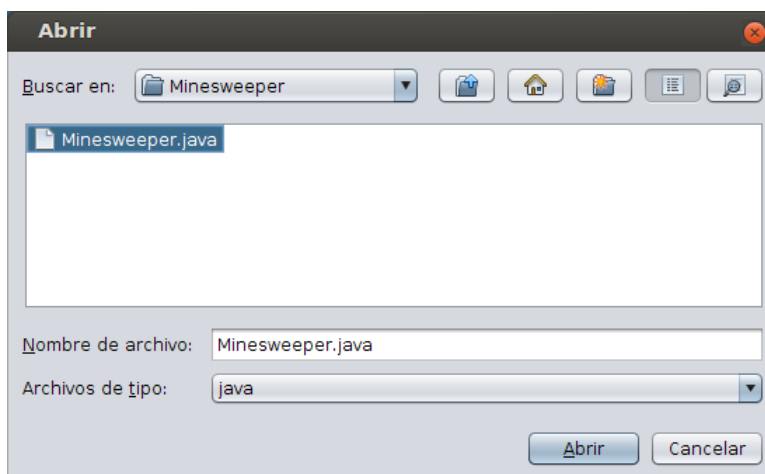 Abrir
Buscar en: Minesweeper
Minesweeper.java
Nombre de archivo: Minesweeper.java
Archivos de tipo: java
Abrir Cancelar